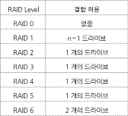 RAID Level 결함 허용
RAID 0 없음
RAID 1 n-1 드라이브
RAID 2 1 개의 드라이브
RAID 3 1 개의 드라이브
RAID 4 1 개의 드라이브
RAID 5 1 개의 드라이브
RAID 6 2 개의 드라이브